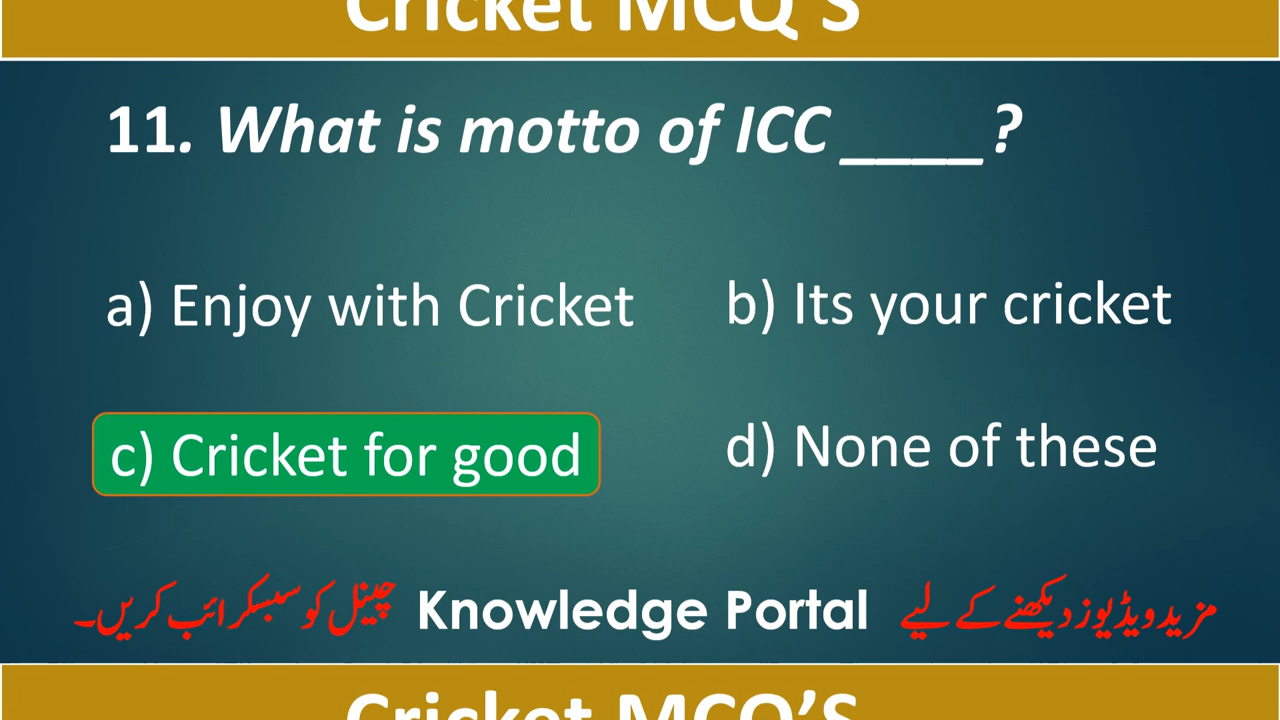 Cricket MCQ'S
11. What is motto of ICC ____?
a) Enjoy with Cricket
b) Its your cricket
c) Cricket for good
d) None of these
مزید ویڈیوز دیکھنے کے لیے Knowledge Portal چینل کو سبسکرائب کریں۔
Cricket MCQ'S